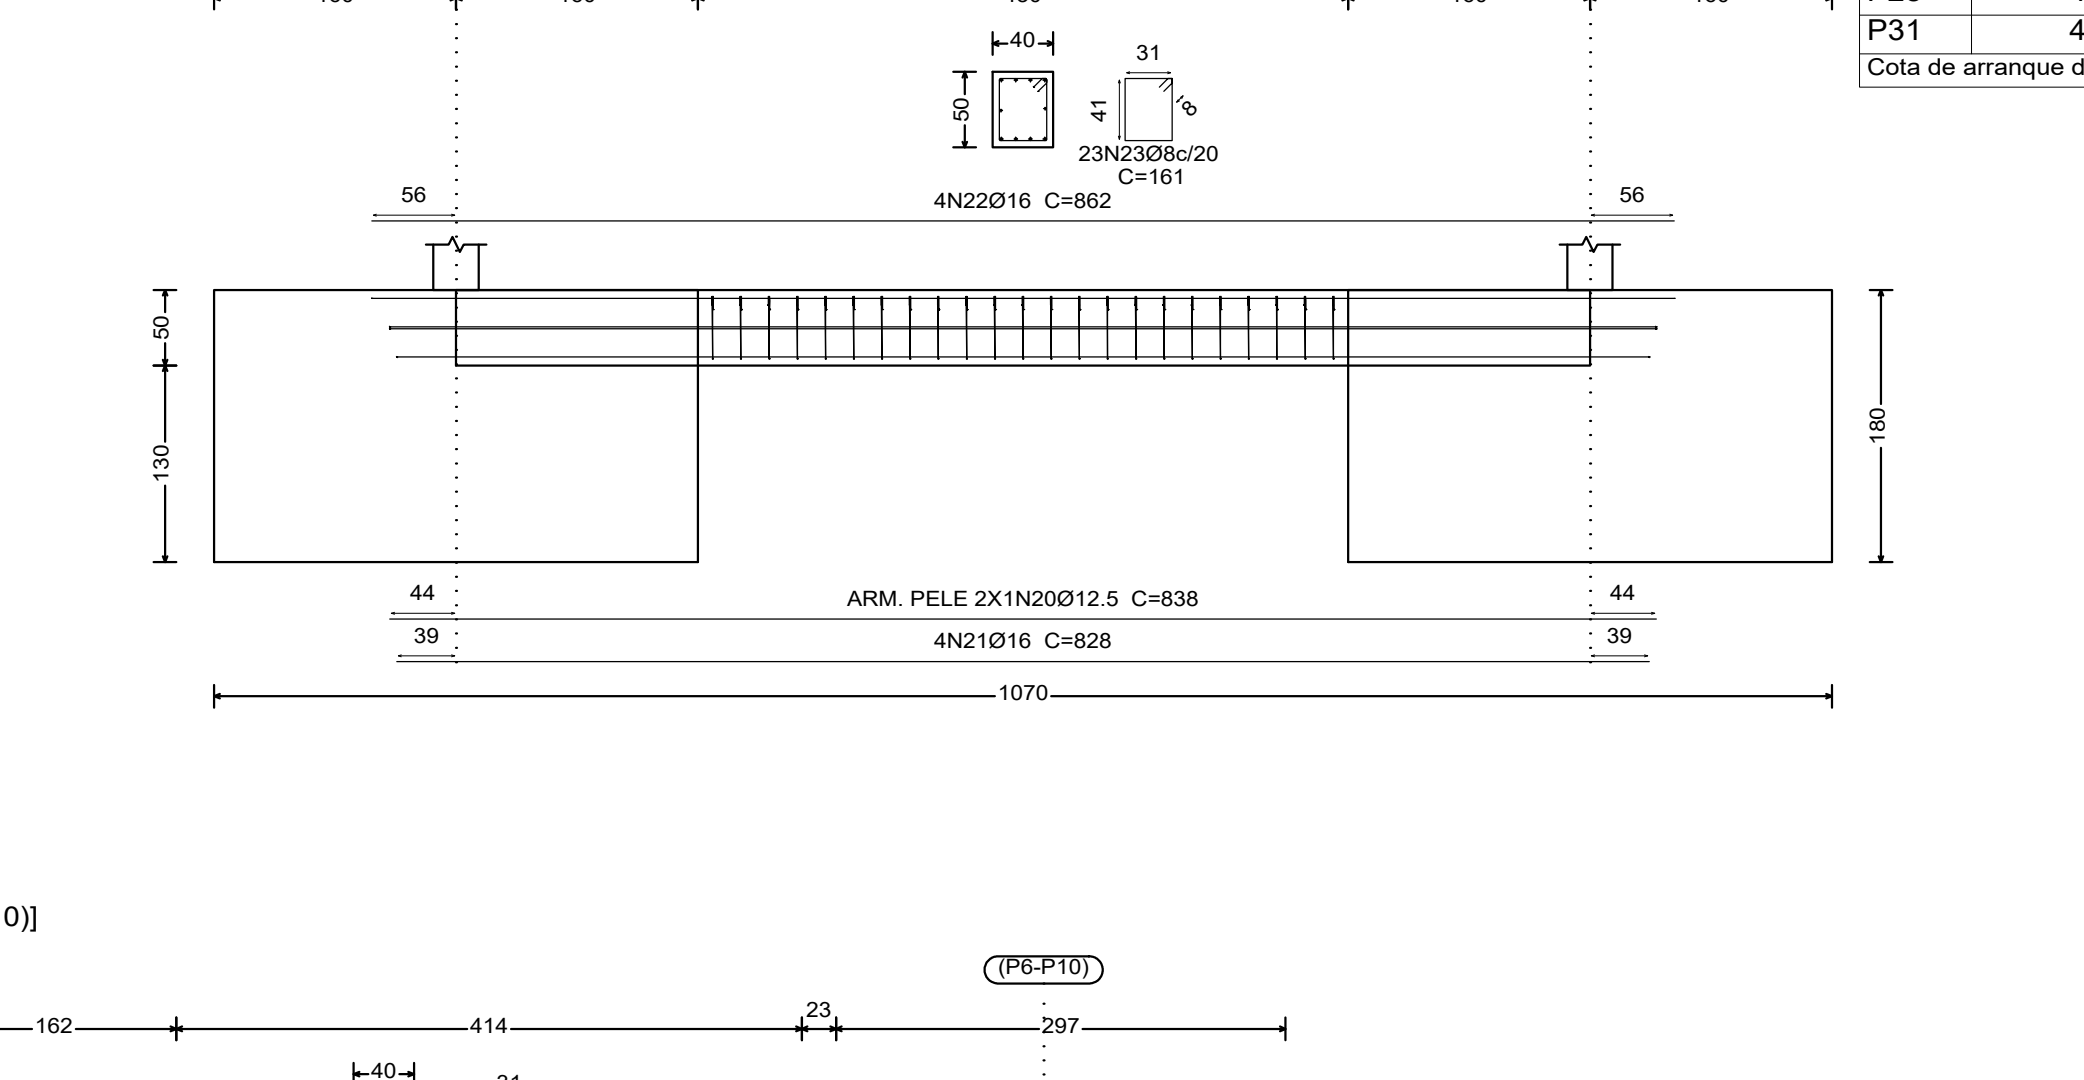 P31 4
Cota de arranque d
40
31
50
41
8
23N23Ø8c/20
C=161
56
4N22Ø16 C=862
56
50
130
180
44
ARM. PELE 2X1N20Ø12.5 C=838
44
39
4N21Ø16 C=828
39
1070
0)]
(P6-P10)
162
414
23
297
40